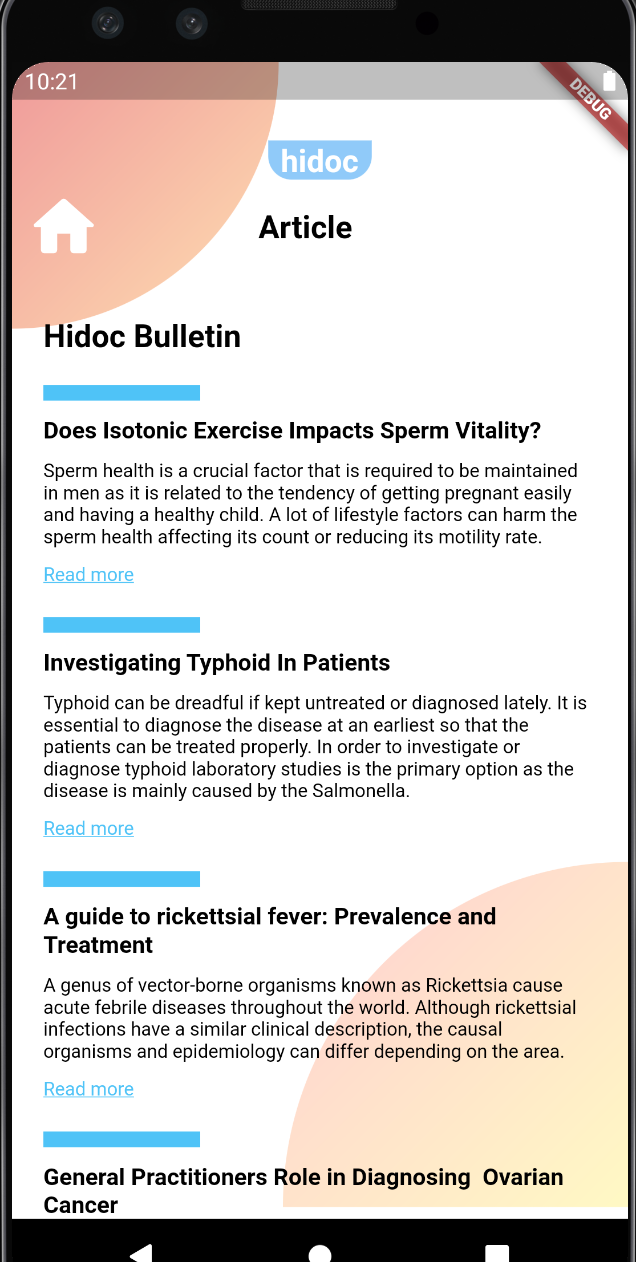 10:21
DEBUG
hidoc
Article
Hidoc Bulletin
Does Isotonic Exercise Impacts Sperm Vitality?
Sperm health is a crucial factor that is required to be maintained
in men as it is related to the tendency of getting pregnant easily
and having a healthy child. A lot of lifestyle factors can harm the
sperm health affecting its count or reducing its motility rate.
Read more
Investigating Typhoid In Patients
Typhoid can be dreadful if kept untreated or diagnosed lately. It is
essential to diagnose the disease at an earliest so that the
patients can be treated properly. In order to investigate or
diagnose typhoid laboratory studies is the primary option as the
disease is mainly caused by the Salmonella.
Read more
A guide to rickettsial fever: Prevalence and
Treatment
A genus of vector-borne organisms known as Rickettsia cause
acute febrile diseases throughout the world. Although rickettsial
infections have a similar clinical description, the causal
organisms and epidemiology can differ depending on the area.
Read more
General Practitioners Role in Diagnosing  Ovarian
Cancer